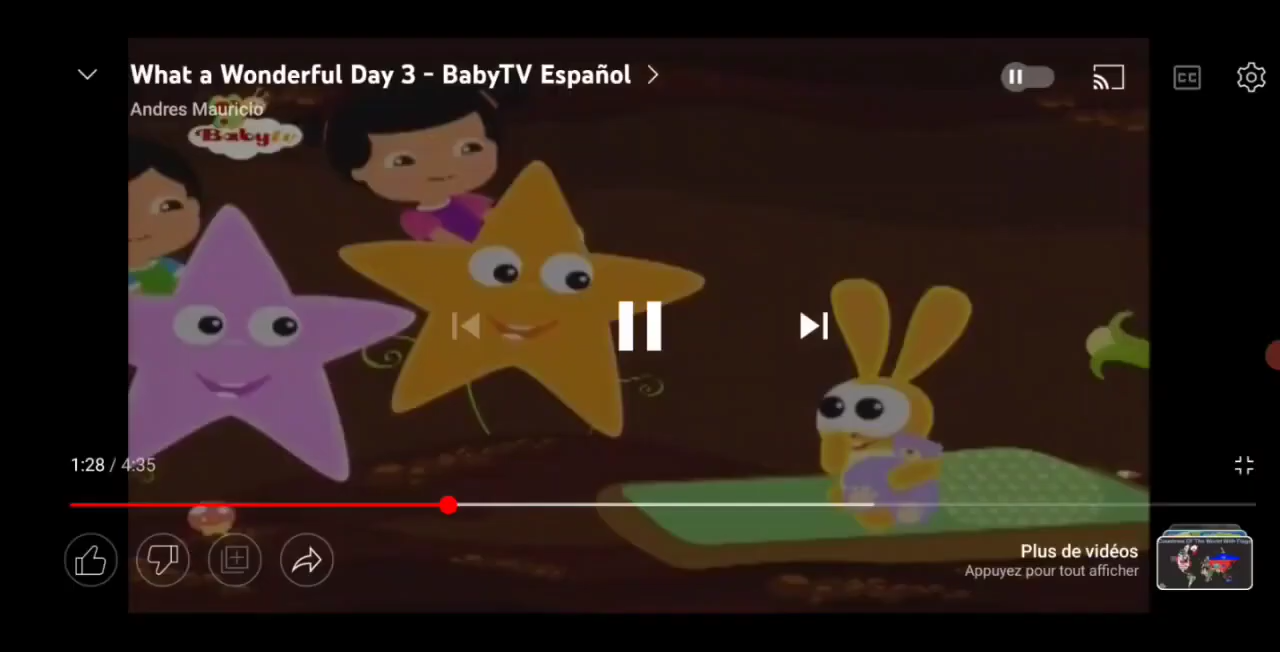 What a Wonderful Day 3 - BabyTV Español
Andres Mauricio
Babytv
CC
1:28 / 4:35
Plus de vidéos
Appuyez pour tout afficher